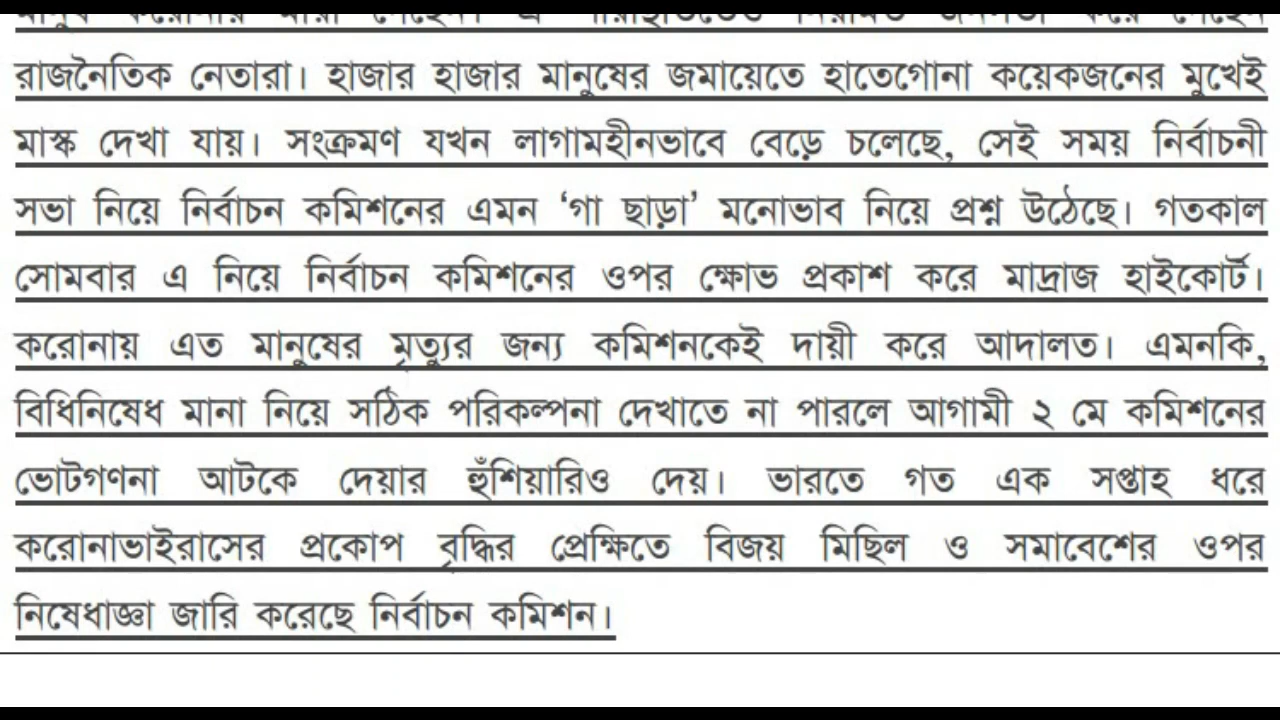 রাজনৈতিক নেতারা। হাজার হাজার মানুষের জমায়েতে হাতেগোনা কয়েকজনের মুখেই
মাস্ক দেখা যায়। সংক্রমণ যখন লাগামহীনভাবে বেড়ে চলেছে, সেই সময় নির্বাচনী
সভা নিয়ে নির্বাচন কমিশনের এমন ‘গা ছাড়া’ মনোভাব নিয়ে প্রশ্ন উঠেছে। গতকাল
সোমবার এ নিয়ে নির্বাচন কমিশনের ওপর ক্ষোভ প্রকাশ করে মাদ্রাজ হাইকোর্ট।
করোনায় এত মানুষের মৃত্যুর জন্য কমিশনকেই দায়ী করে আদালত। এমনকি,
বিধিনিষেধ মানা নিয়ে সঠিক পরিকল্পনা দেখাতে না পারলে আগামী ২ মে কমিশনের
ভোটগণনা আটকে দেয়ার হুঁশিয়ারিও দেয়। ভারতে গত এক সপ্তাহ ধরে
করোনাভাইরাসের প্রকোপ বৃদ্ধির প্রেক্ষিতে বিজয় মিছিল ও সমাবেশের ওপর
নিষেধাজ্ঞা জারি করেছে নির্বাচন কমিশন।